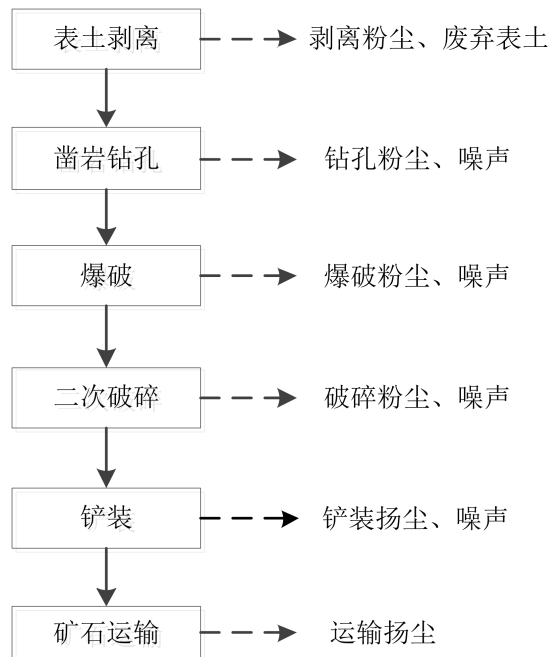 表土剥离
剥离粉尘、废弃表土
凿岩钻孔
钻孔粉尘、噪声
爆破
爆破粉尘、噪声
二次破碎
破碎粉尘、噪声
铲装
铲装扬尘、噪声
矿石运输
运输扬尘